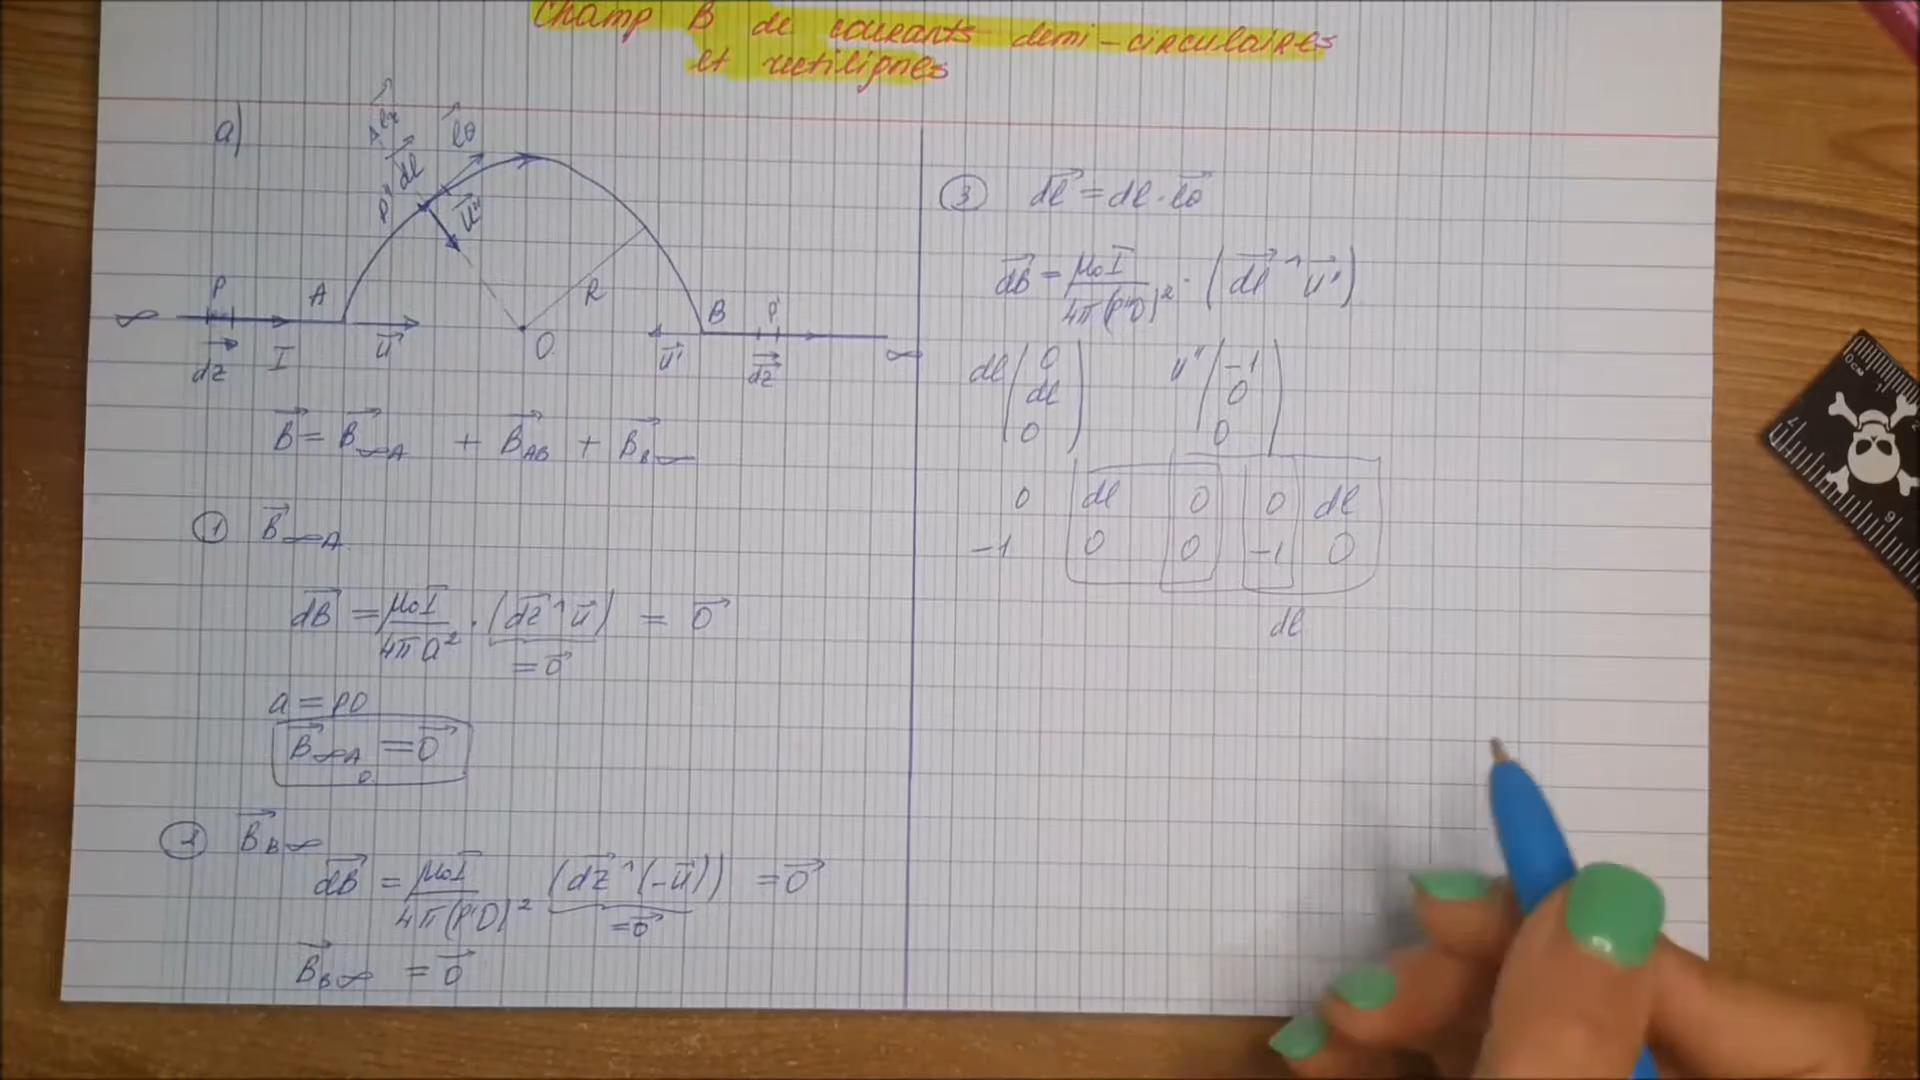 Champ B de courants demi-circulaires
et rectilignes
a)
er
eθ
dl
P''
u''
P
A
R
B
P'
∞
dz
I
u
O
u'
dz
∞
B = B∞A + BAB + BB∞
① B∞A
dB = μ0I / 4πa² · (dz ^ u) = 0
= 0
a = PO
B∞A = 0
② BB∞
dB = μ0I / 4π(P'O)² (dz ^ (-u)) = 0
= 0
BB∞ = 0
③ dl = dl · eθ
dB = μ0I / 4π(P'O)² · (dl ^ u')
dl (0 dl 0) u'' (-1 0 0)
0 dl 0 0 dl
-1 0 0 -1 0
dl
0CM 1